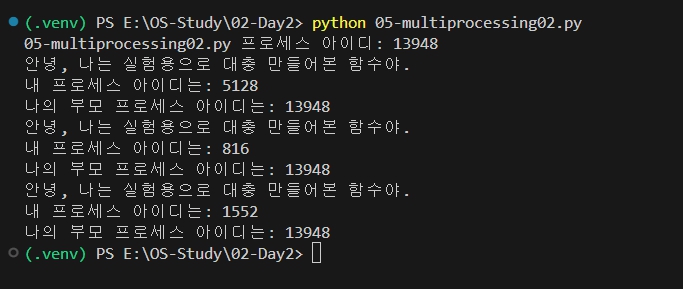 (.venv) PS E:\OS-Study\02-Day2> python 05-multiprocessing02.py
05-multiprocessing02.py 프로세스 아이디: 13948
안녕, 나는 실험용으로 대충 만들어본 함수야.
내 프로세스 아이디는: 5128
나의 부모 프로세스 아이디는: 13948
안녕, 나는 실험용으로 대충 만들어본 함수야.
내 프로세스 아이디는: 816
나의 부모 프로세스 아이디는: 13948
안녕, 나는 실험용으로 대충 만들어본 함수야.
내 프로세스 아이디는: 1552
나의 부모 프로세스 아이디는: 13948
(.venv) PS E:\OS-Study\02-Day2>